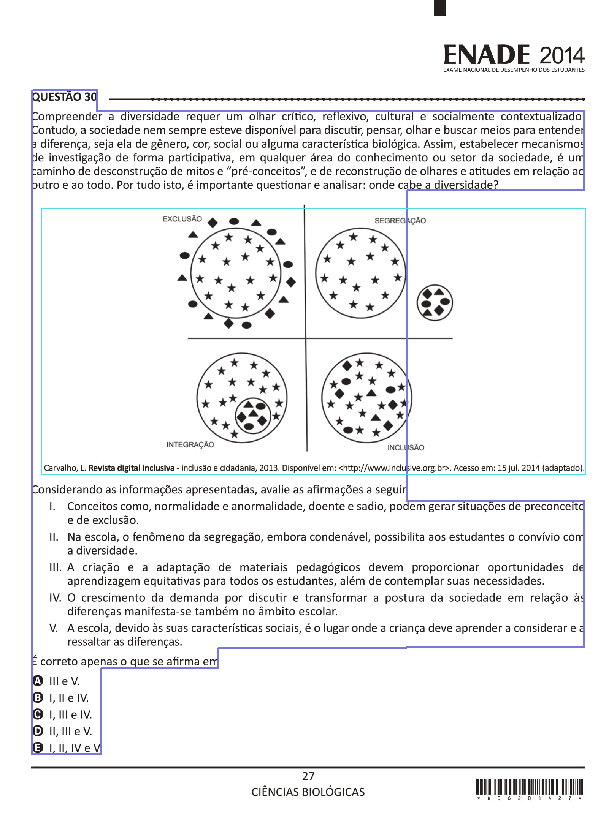 ENADE 2014
EXAME NACIONAL DE DESEMPENHO DOS ESTUDANTES
QUESTÃO 30
Compreender a diversidade requer um olhar crítico, reflexivo, cultural e socialmente contextualizado.
Contudo, a sociedade nem sempre esteve disponível para discutir, pensar, olhar e buscar meios para entender
a diferença, seja ela de gênero, cor, social ou alguma característica biológica. Assim, estabelecer mecanismos
de investigação de forma participativa, em qualquer área do conhecimento ou setor da sociedade, é um
caminho de desconstrução de mitos e “pré-conceitos”, e de reconstrução de olhares e atitudes em relação ao
outro e ao todo. Por tudo isto, é importante questionar e analisar: onde cabe a diversidade?
EXCLUSÃO
SEGREGAÇÃO
INTEGRAÇÃO
INCLUSÃO
Carvalho, L. Revista digital inclusiva - inclusão e cidadania, 2013. Disponível em: <http://www.inclusive.org.br>. Acesso em: 15 jul. 2014 (adaptado).
Considerando as informações apresentadas, avalie as afirmações a seguir
I. Conceitos como, normalidade e anormalidade, doente e sadio, podem gerar situações de preconceito
e de exclusão.
II. Na escola, o fenômeno da segregação, embora condenável, possibilita aos estudantes o convívio com
a diversidade.
III. A criação e a adaptação de materiais pedagógicos devem proporcionar oportunidades de
aprendizagem equitativas para todos os estudantes, além de contemplar suas necessidades.
IV. O crescimento da demanda por discutir e transformar a postura da sociedade em relação às
diferenças manifesta-se também no âmbito escolar.
V. A escola, devido às suas características sociais, é o lugar onde a criança deve aprender a considerar e a
ressaltar as diferenças.
É correto apenas o que se afirma em
A III e V.
B I, II e IV.
C I, III e IV.
D II, III e V.
E I, II, IV e V
27
CIÊNCIAS BIOLÓGICAS